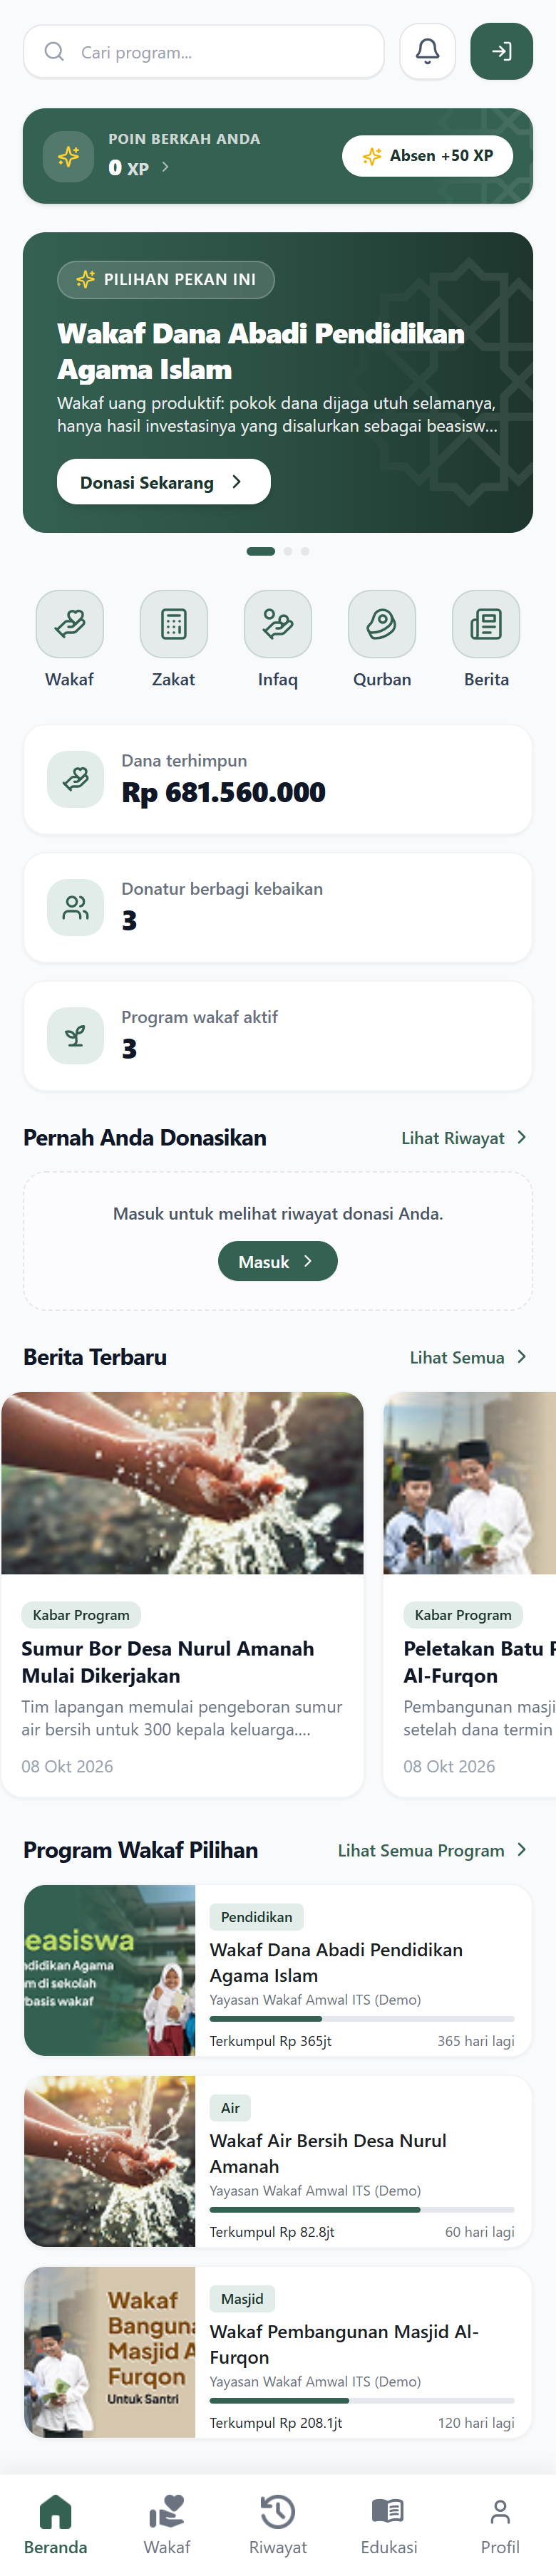 Cari program...
POIN BERKAH ANDA
0 XP
Absen +50 XP
PILIHAN PEKAN INI
Wakaf Dana Abadi Pendidikan
Agama Islam
Wakaf uang produktif: pokok dana dijaga utuh selamanya,
hanya hasil investasinya yang disalurkan sebagai beasisw...
Donasi Sekarang
Wakaf
Zakat
Infaq
Qurban
Berita
Dana terhimpun
Rp 681.560.000
Donatur berbagi kebaikan
3
Program wakaf aktif
3
Pernah Anda Donasikan
Lihat Riwayat
Masuk untuk melihat riwayat donasi Anda.
Masuk
Berita Terbaru
Lihat Semua
Kabar Program
Sumur Bor Desa Nurul Amanah
Mulai Dikerjakan
Tim lapangan memulai pengeboran sumur
air bersih untuk 300 kepala keluarga....
08 Okt 2026
Kabar Program
Peletakan Batu P
Al-Furqon
Pembangunan masji
setelah dana termin
08 Okt 2026
Program Wakaf Pilihan
Lihat Semua Program
easiswa
ndidikan Agama
m di sekolah
basis wakaf
Pendidikan
Wakaf Dana Abadi Pendidikan
Agama Islam
Yayasan Wakaf Amwal ITS (Demo)
Terkumpul Rp 365jt
365 hari lagi
Air
Wakaf Air Bersih Desa Nurul
Amanah
Yayasan Wakaf Amwal ITS (Demo)
Terkumpul Rp 82.8jt
60 hari lagi
Wakaf
Banguna
Masjid A
Furqon
Untuk Santri
Masjid
Wakaf Pembangunan Masjid Al-
Furqon
Yayasan Wakaf Amwal ITS (Demo)
Terkumpul Rp 208.1jt
120 hari lagi
Beranda
Wakaf
Riwayat
Edukasi
Profil